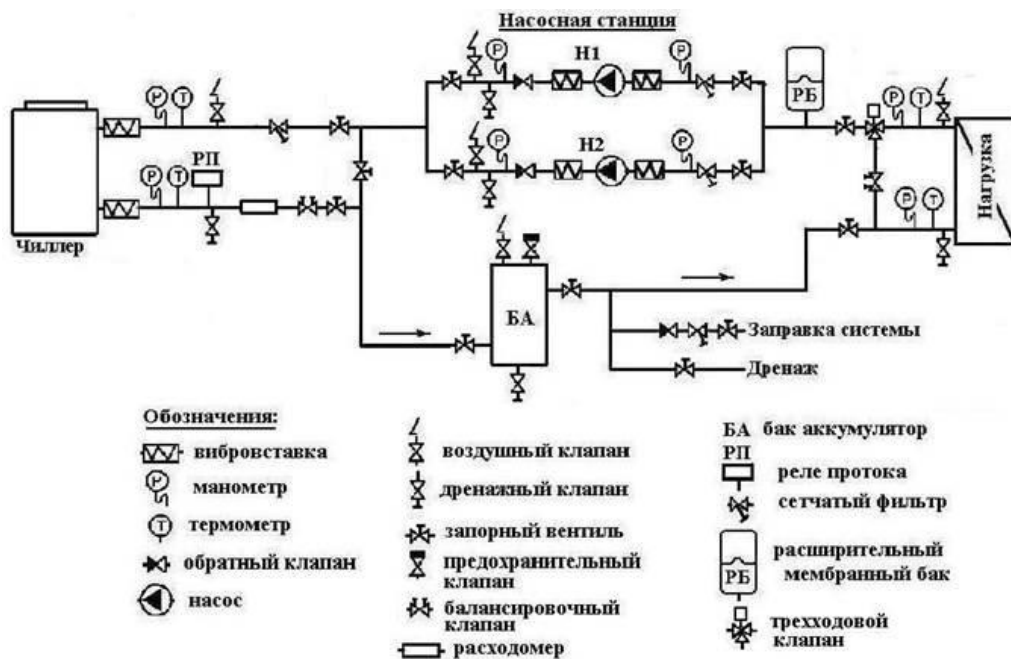 Насосная станция
Р
Н1
Р
Р Т
РБ
Р Т
Р
Н2
Р
Р Т
РП
Р Т
Нагрузка
Чиллер
БА
Заправка системы
Дренаж
Обозначения:
вибровставка
Р
манометр
Т
термометр
обратный клапан
насос
воздушный клапан
дренажный клапан
запорный вентиль
предохранительный
клапан
балансировочный
клапан
расходомер
БА бак аккумулятор
РП
реле протока
сетчатый фильтр
расширительный
РБ мембранный бак
трехходовой
клапан